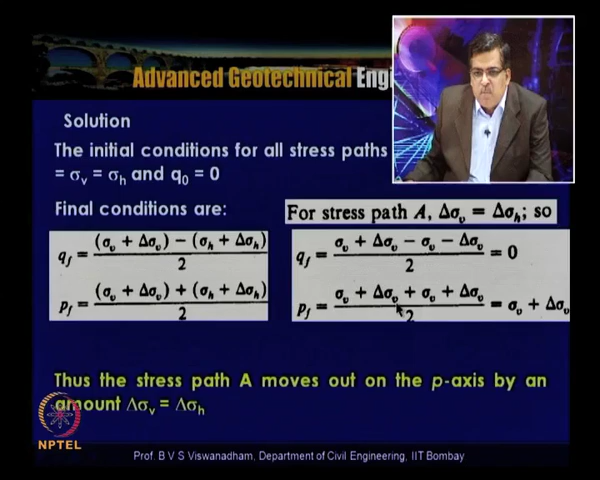 Advanced Geotechnical Eng
Solution
The initial conditions for all stress paths
= σv = σh and q0 = 0
Final conditions are:
For stress path A, Δσv = Δσh; so
qf = (σv + Δσv) − (σh + Δσh) / 2
pf = (σv + Δσv) + (σh + Δσh) / 2
qf = σv + Δσv − σv − Δσv / 2 = 0
pf = σv + Δσv + σv + Δσv / 2 = σv + Δσv
Thus the stress path A moves out on the p-axis by an
amount Δσv = Δσh
NPTEL
Prof. B V S Viswanadham, Department of Civil Engineering, IIT Bombay